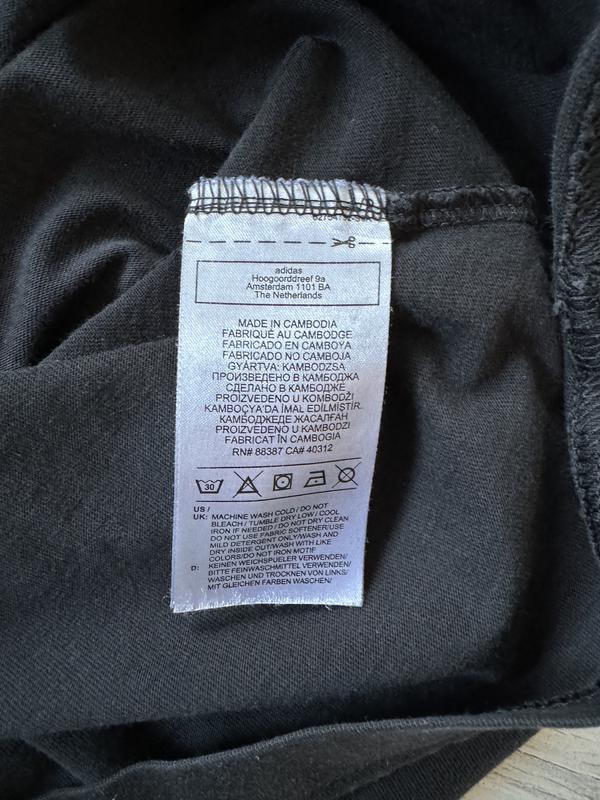 adidas
Hoogoorddreef 9a
Amsterdam 1101 BA
The Netherlands
MADE IN CAMBODIA
FABRIQUÉ AU CAMBODGE
FABRICADO EN CAMBOYA
FABRICADO NO CAMBOJA
GYÁRTVA: KAMBODZSA
ПРОИЗВЕДЕНО В КАМБОДЖА
СДЕЛАНО В КАМБОДЖЕ
PROIZVEDENO U KOMBODŽI
KAMBOÇYA'DA İMAL EDİLMİŞTİR.
КАМБОДЖЕДЕ ЖАСАЛҒАН
PROIZVEDENO U KAMBODZI
FABRICAT ÎN CAMBOGIA
RN# 88387 CA# 40312
30
US /
UK: MACHINE WASH COLD / DO NOT
BLEACH / TUMBLE DRY LOW / COOL
IRON IF NEEDED / DO NOT DRY CLEAN
DO NOT USE FABRIC SOFTENER/USE
MILD DETERGENT ONLY/WASH AND
DRY INSIDE OUT/WASH WITH LIKE
COLORS/DO NOT IRON MOTIF
D: KEINEN WEICHSPUELER VERWENDEN/
BITTE FEINWASCHMITTEL VERWENDEN/
WASCHEN UND TROCKNEN VON LINKS/
MIT GLEICHEN FARBEN WASCHEN/